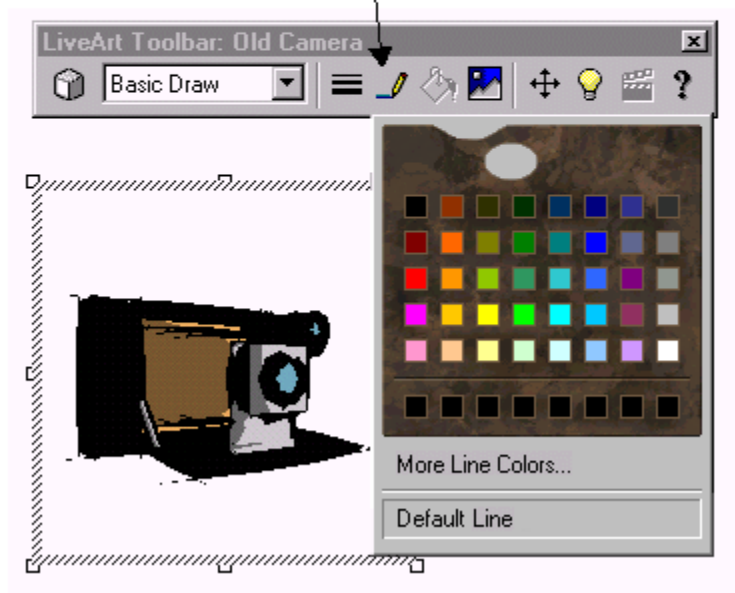 LiveArt Toolbar: Old Camera
Basic Draw
?
More Line Colors...
Default Line